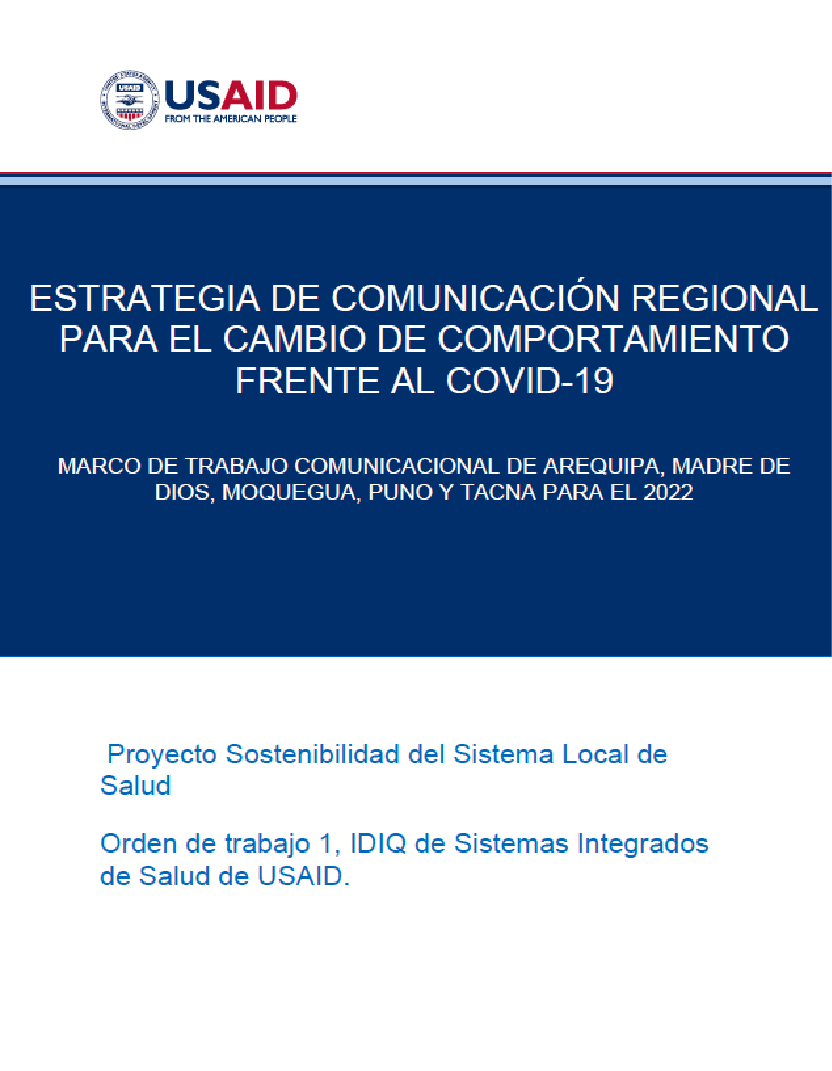 USAID
USAID
FROM THE AMERICAN PEOPLE
ESTRATEGIA DE COMUNICACIÓN REGIONAL
PARA EL CAMBIO DE COMPORTAMIENTO
FRENTE AL COVID-19
MARCO DE TRABAJO COMUNICACIONAL DE AREQUIPA, MADRE DE
DIOS, MOQUEGUA, PUNO Y TACNA PARA EL 2022
Proyecto Sostenibilidad del Sistema Local de
Salud
Orden de trabajo 1, IDIQ de Sistemas Integrados
de Salud de USAID.